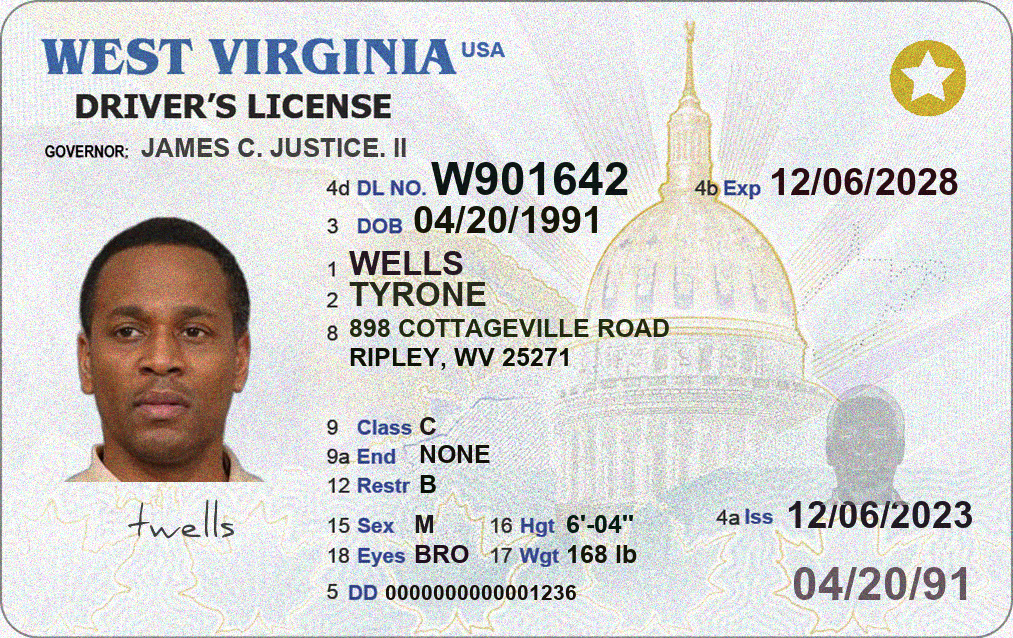 WEST VIRGINIA USA
DRIVER'S LICENSE
GOVERNOR: JAMES C. JUSTICE. II
4d DL NO. W901642 4b Exp 12/06/2028
3 DOB 04/20/1991
1 WELLS
2 TYRONE
8 898 COTTAGEVILLE ROAD
RIPLEY, WV 25271
9 Class C
9a End NONE
12 Restr B
twells
15 Sex M 16 Hgt 6'-04" 4a Iss 12/06/2023
18 Eyes BRO 17 Wgt 168 lb
5 DD 0000000000001236
04/20/91